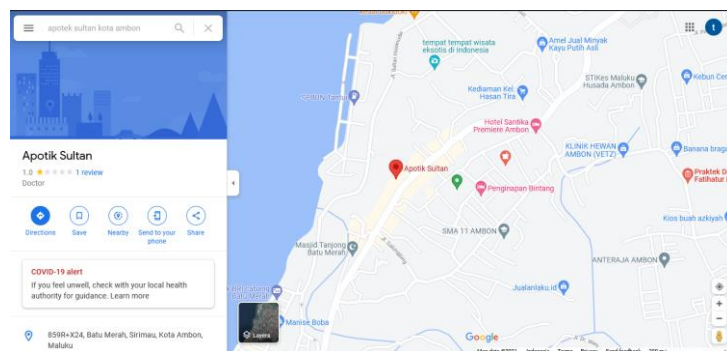 apotek sultan kota ambon
Apotik Sultan
1.0 1 review
Doctor
Directions
Save
Nearby
Send to your
phone
Share
COVID-19 alert
If you feel unwell, check with your local health
authority for guidance. Learn more
859R+X24, Batu Merah, Sirimau, Kota Ambon,
Maluku
Layers
t
tempat tempat wisata
eksotis di Indonesia
Amel Jual Minyak
Kayu Putih Asli
Kediaman Kel.
Hasan Tira
STiKes Maluku
Husada Ambon
Kebun Cen
Hotel Santika
Premiere Ambon
KLINIK HEWAN
AMBON (VETZ)
Banana braga
Apotik Sultan
Praktek D
Fatihatur
Penginapan Bintang
Kios buah azkiyah
SMA 11 AMBON
Masjid Tanjong
Batu Merah
ANTERAJA AMBON
Batu Merah
Jualanlaku.id
Manise Boba
Google